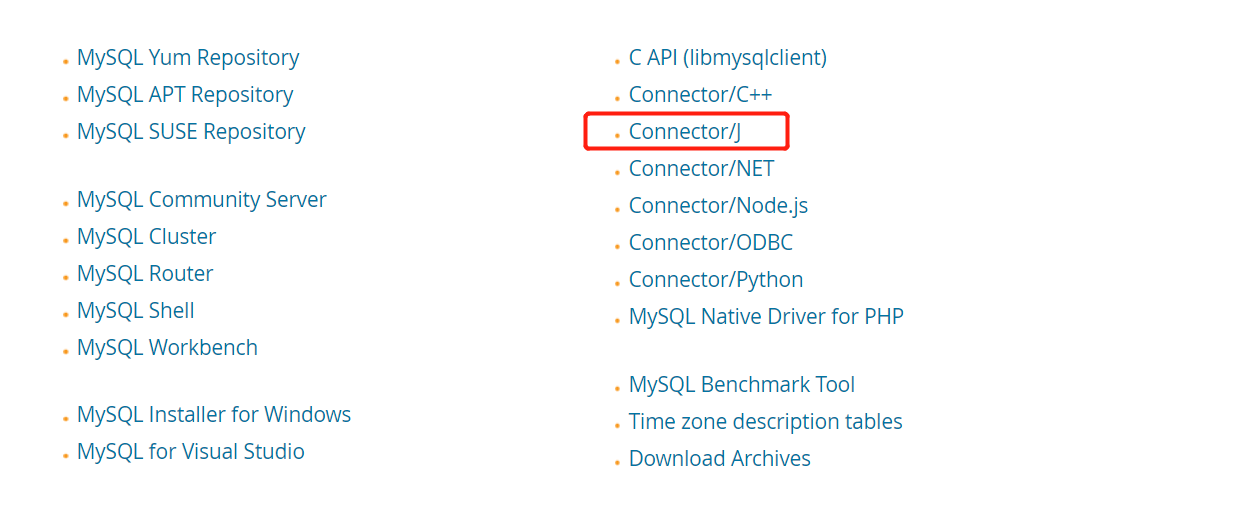 MySQL Yum Repository
MySQL APT Repository
MySQL SUSE Repository
MySQL Community Server
MySQL Cluster
MySQL Router
MySQL Shell
MySQL Workbench
MySQL Installer for Windows
MySQL for Visual Studio
C API (libmysqlclient)
Connector/C++
Connector/J
Connector/NET
Connector/Node.js
Connector/ODBC
Connector/Python
MySQL Native Driver for PHP
MySQL Benchmark Tool
Time zone description tables
Download Archives